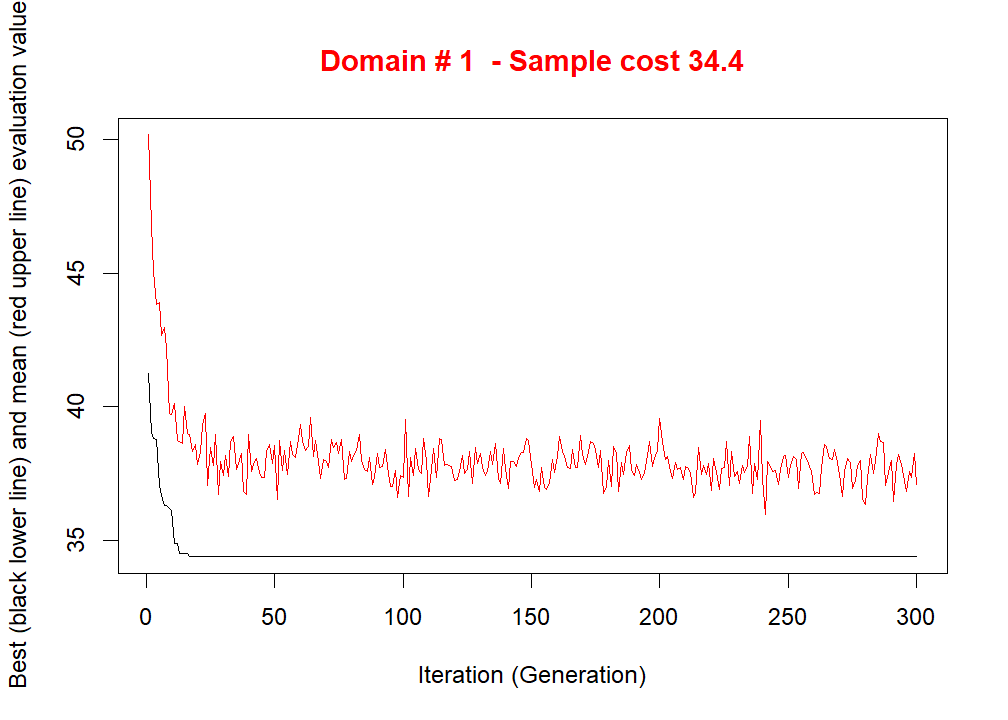 Domain # 1  - Sample cost 34.4
Best (black lower line) and mean (red upper line) evaluation value
50
45
40
35
0 50 100 150 200 250 300
Iteration (Generation)